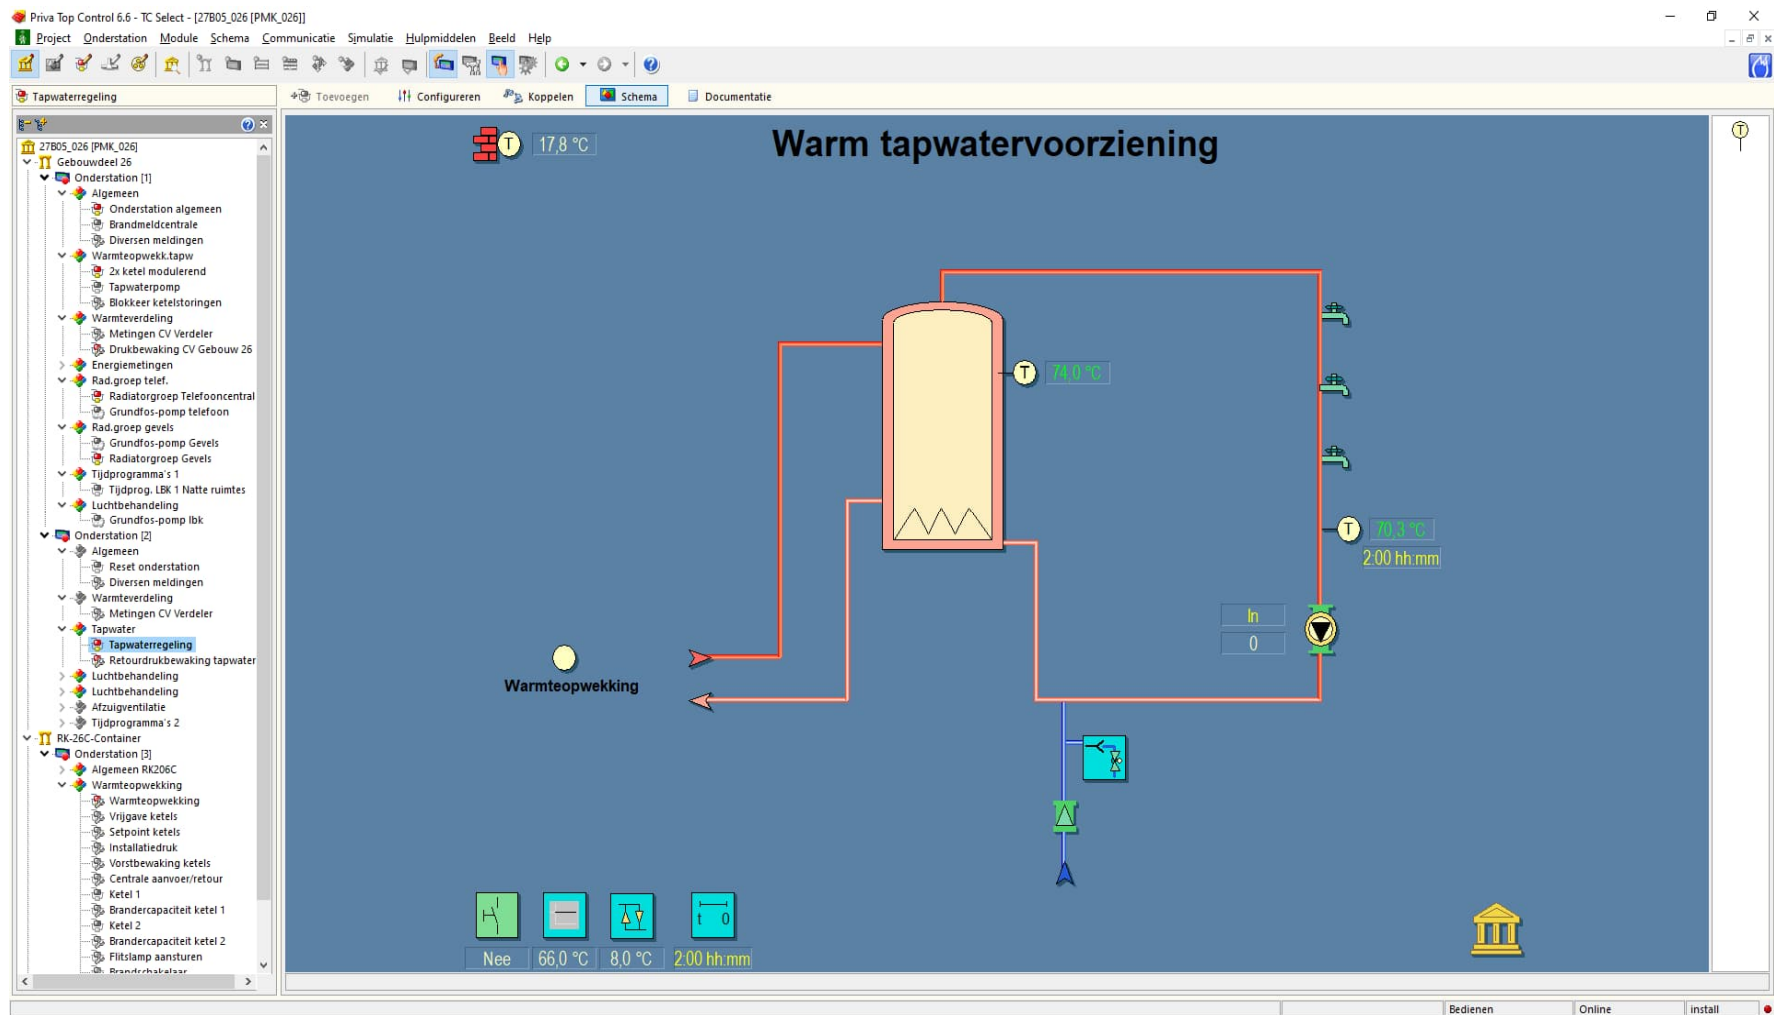 Priva Top Control 6.6 - TC Select - [27B05_026 [PMK_026]]
Project Onderstation Module Schema Communicatie Simulatie Hulpmiddelen Beeld Help
Tapwaterregeling
Toevoegen Configureren Koppelen Schema Documentatie
27B05_026 [PMK_026]
Gebouwdeel 26
Onderstation [1]
Algemeen
Onderstation algemeen
Brandmeldcentrale
Diversen meldingen
Warmteopwekk.tapw
2x ketel modulerend
Tapwaterpomp
Blokkeer ketelstoringen
Warmteverdeling
Metingen CV Verdeler
Drukbewaking CV Gebouw 26
Energiemetingen
Rad.groep telef.
Radiatorgroep Telefooncentral
Grundfos-pomp telefoon
Rad.groep gevels
Grundfos-pomp Gevels
Radiatorgroep Gevels
Tijdprogramma's 1
Tijdprog. LBK 1 Natte ruimtes
Luchtbehandeling
Grundfos-pomp lbk
Onderstation [2]
Algemeen
Reset onderstation
Diversen meldingen
Warmteverdeling
Metingen CV Verdeler
Tapwater
Tapwaterregeling
Retourdrukbewaking tapwater
Luchtbehandeling
Luchtbehandeling
Afzuigventilatie
Tijdprogramma's 2
RK-26C-Container
Onderstation [3]
Algemeen RK206C
Warmteopwekking
Warmteopwekking
Vrijgave ketels
Setpoint ketels
Installatiedruk
Vorstbewaking ketels
Centrale aanvoer/retour
Ketel 1
Brandercapaciteit ketel 1
Ketel 2
Brandercapaciteit ketel 2
Flitslamp aansturen
Brandschakelaar
Warm tapwatervoorziening
T 17,8 °C
T
T 74,0 °C
T 70,3 °C
2:00 hh:mm
In
0
Warmteopwekking
t 0
Nee 66,0 °C 8,0 °C 2:00 hh:mm
Bedienen Online install